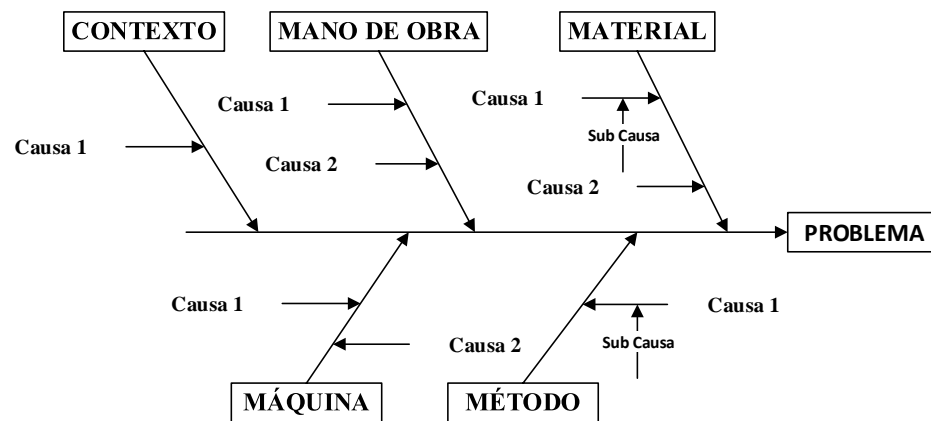 CONTEXTO
MANO DE OBRA
MATERIAL
Causa 1
Causa 1
Sub Causa
Causa 1
Causa 2
Causa 2
PROBLEMA
Causa 1
Causa 1
Sub Causa
Causa 2
MÁQUINA
MÉTODO